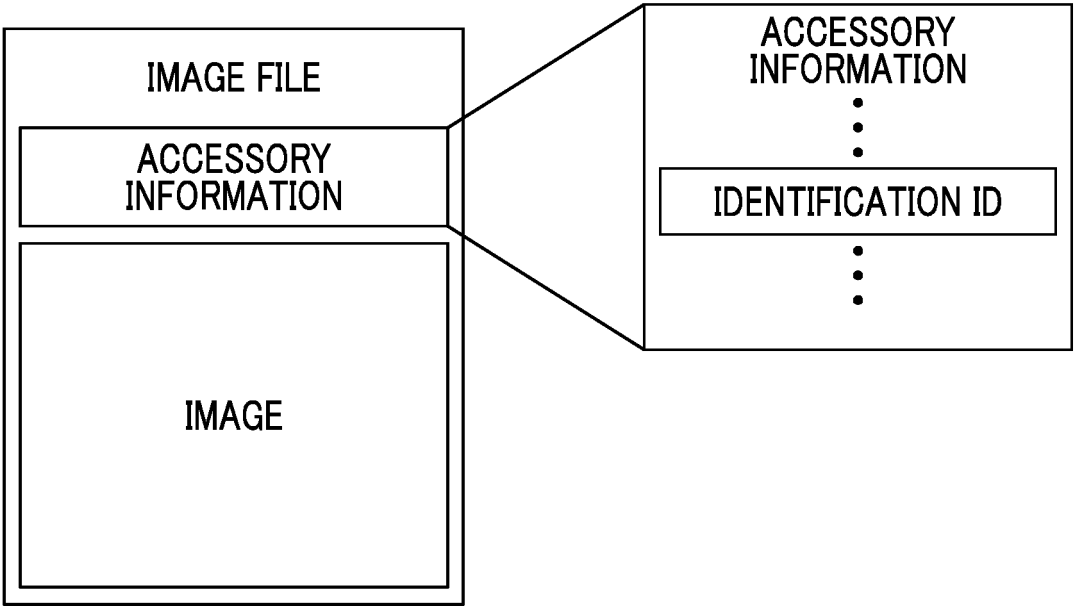 IMAGE FILE
ACCESSORY
INFORMATION
IMAGE
ACCESSORY
INFORMATION
IDENTIFICATION ID